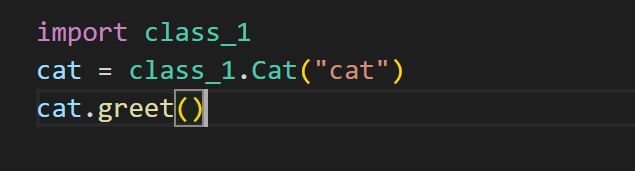 import class_1
cat = class_1.Cat("cat")
cat.greet()